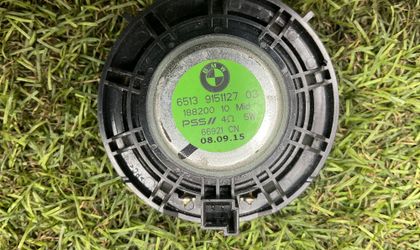 BMW
6513 9151127 03
188200 10 Mid
PSS// 4Ω 5W
66921 CN
08.09.15